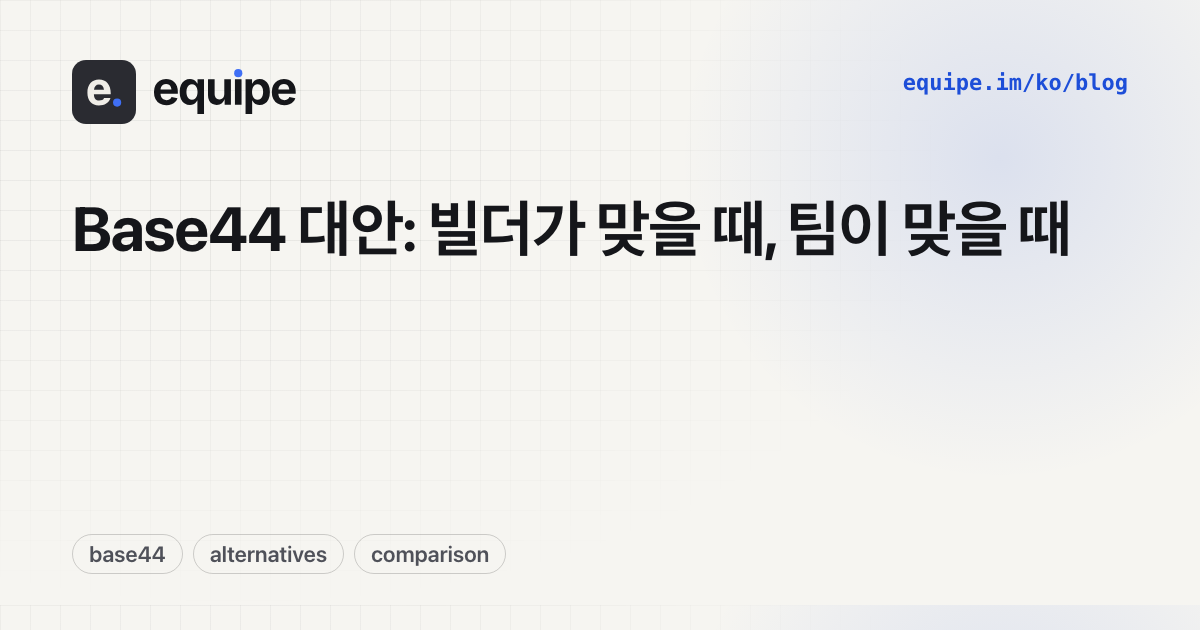 e.
equipe
equipe.im/ko/blog
Base44 대안: 빌더가 맞을 때, 팀이 맞을 때
base44
alternatives
comparison